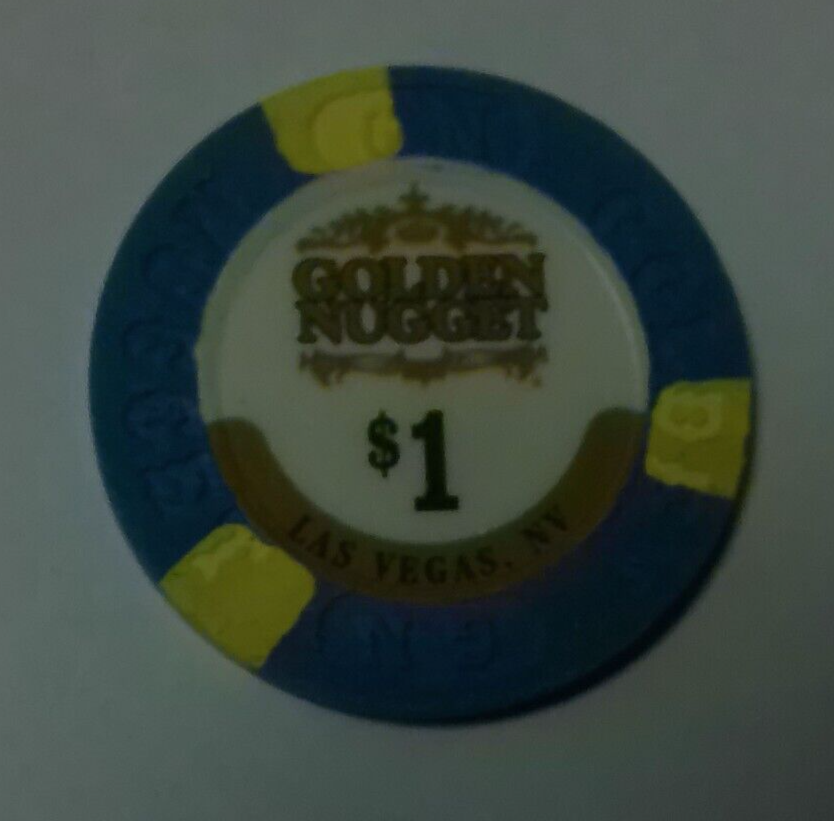 GOLDEN
NUGGET
$1
LAS VEGAS, NV